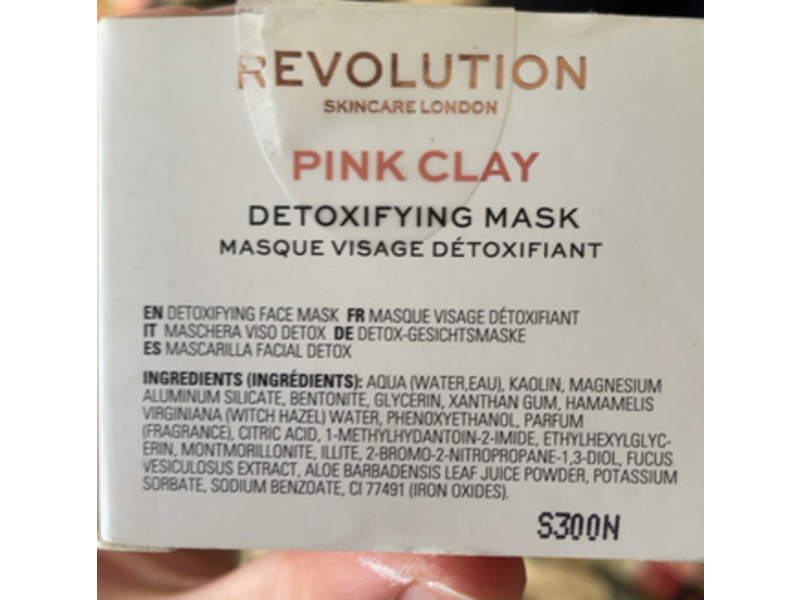 REVOLUTION
SKINCARE LONDON
PINK CLAY
DETOXIFYING MASK
MASQUE VISAGE DÉTOXIFIANT
EN DETOXIFYING FACE MASK FR MASQUE VISAGE DÉTOXIFIANT
IT MASCHERA VISO DETOX DE DETOX-GESICHTSMASKE
ES MASCARILLA FACIAL DETOX
INGREDIENTS (INGRÉDIENTS): AQUA (WATER,EAU), KAOLIN, MAGNESIUM
ALUMINUM SILICATE, BENTONITE, GLYCERIN, XANTHAN GUM, HAMAMELIS
VIRGINIANA (WITCH HAZEL) WATER, PHENOXYETHANOL, PARFUM
(FRAGRANCE), CITRIC ACID, 1-METHYLHYDANTOIN-2-IMIDE, ETHYLHEXYLGLYC-
ERIN, MONTMORILLONITE, ILLITE, 2-BROMO-2-NITROPROPANE-1,3-DIOL, FUCUS
VESICULOSUS EXTRACT, ALOE BARBADENSIS LEAF JUICE POWDER, POTASSIUM
SORBATE, SODIUM BENZOATE, CI 77491 (IRON OXIDES).
S300N